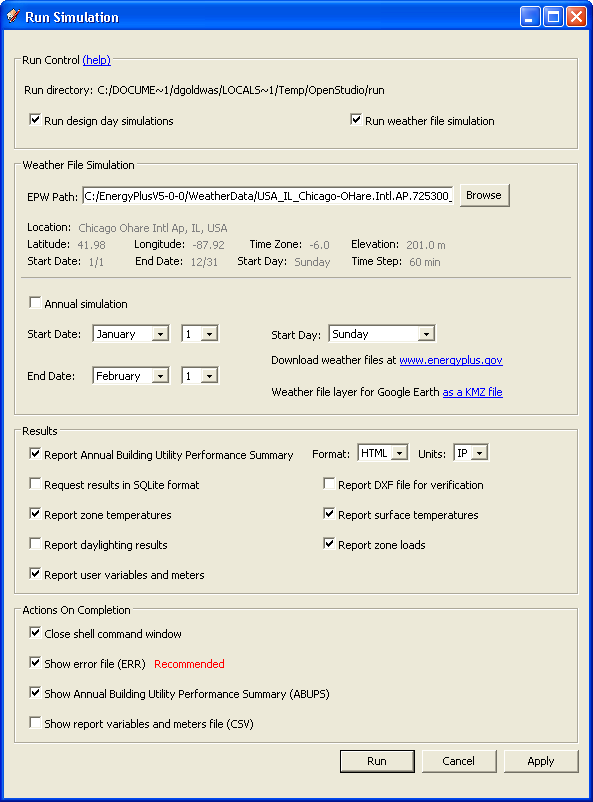 Run Simulation
Run Control (help)
Run directory: C:/DOCUME~1/dgoldwas/LOCALS~1/Temp/OpenStudio/run
Run design day simulations Run weather file simulation
Weather File Simulation
EPW Path: C:/EnergyPlusV5-0-0/WeatherData/USA_IL_Chicago-OHare.Intl.AP.725300_ Browse
Location: Chicago Ohare Intl Ap, IL, USA
Latitude: 41.98 Longitude: -87.92 Time Zone: -6.0 Elevation: 201.0 m
Start Date: 1/1 End Date: 12/31 Start Day: Sunday Time Step: 60 min
Annual simulation
Start Date: January 1 Start Day: Sunday
Download weather files at www.energyplus.gov
End Date: February 1
Weather file layer for Google Earth as a KMZ file
Results
Report Annual Building Utility Performance Summary Format: HTML Units: IP
Request results in SQLite format Report DXF file for verification
Report zone temperatures Report surface temperatures
Report daylighting results Report zone loads
Report user variables and meters
Actions On Completion
Close shell command window
Show error file (ERR) Recommended
Show Annual Building Utility Performance Summary (ABUPS)
Show report variables and meters file (CSV)
Run Cancel Apply